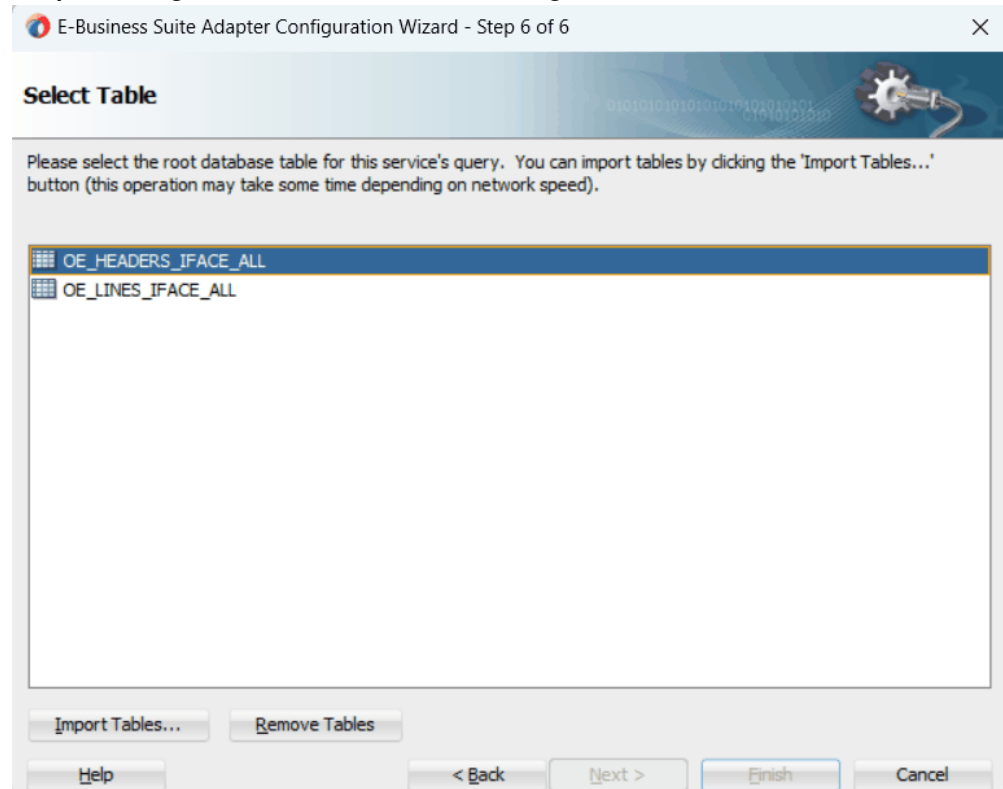 E-Business Suite Adapter Configuration Wizard - Step 6 of 6
Select Table
Please select the root database table for this service's query. You can import tables by clicking the 'Import Tables...'
button (this operation may take some time depending on network speed).
OE_HEADERS_IFACE_ALL
OE_LINES_IFACE_ALL
Import Tables...
Remove Tables
Help
< Back
Next >
Finish
Cancel